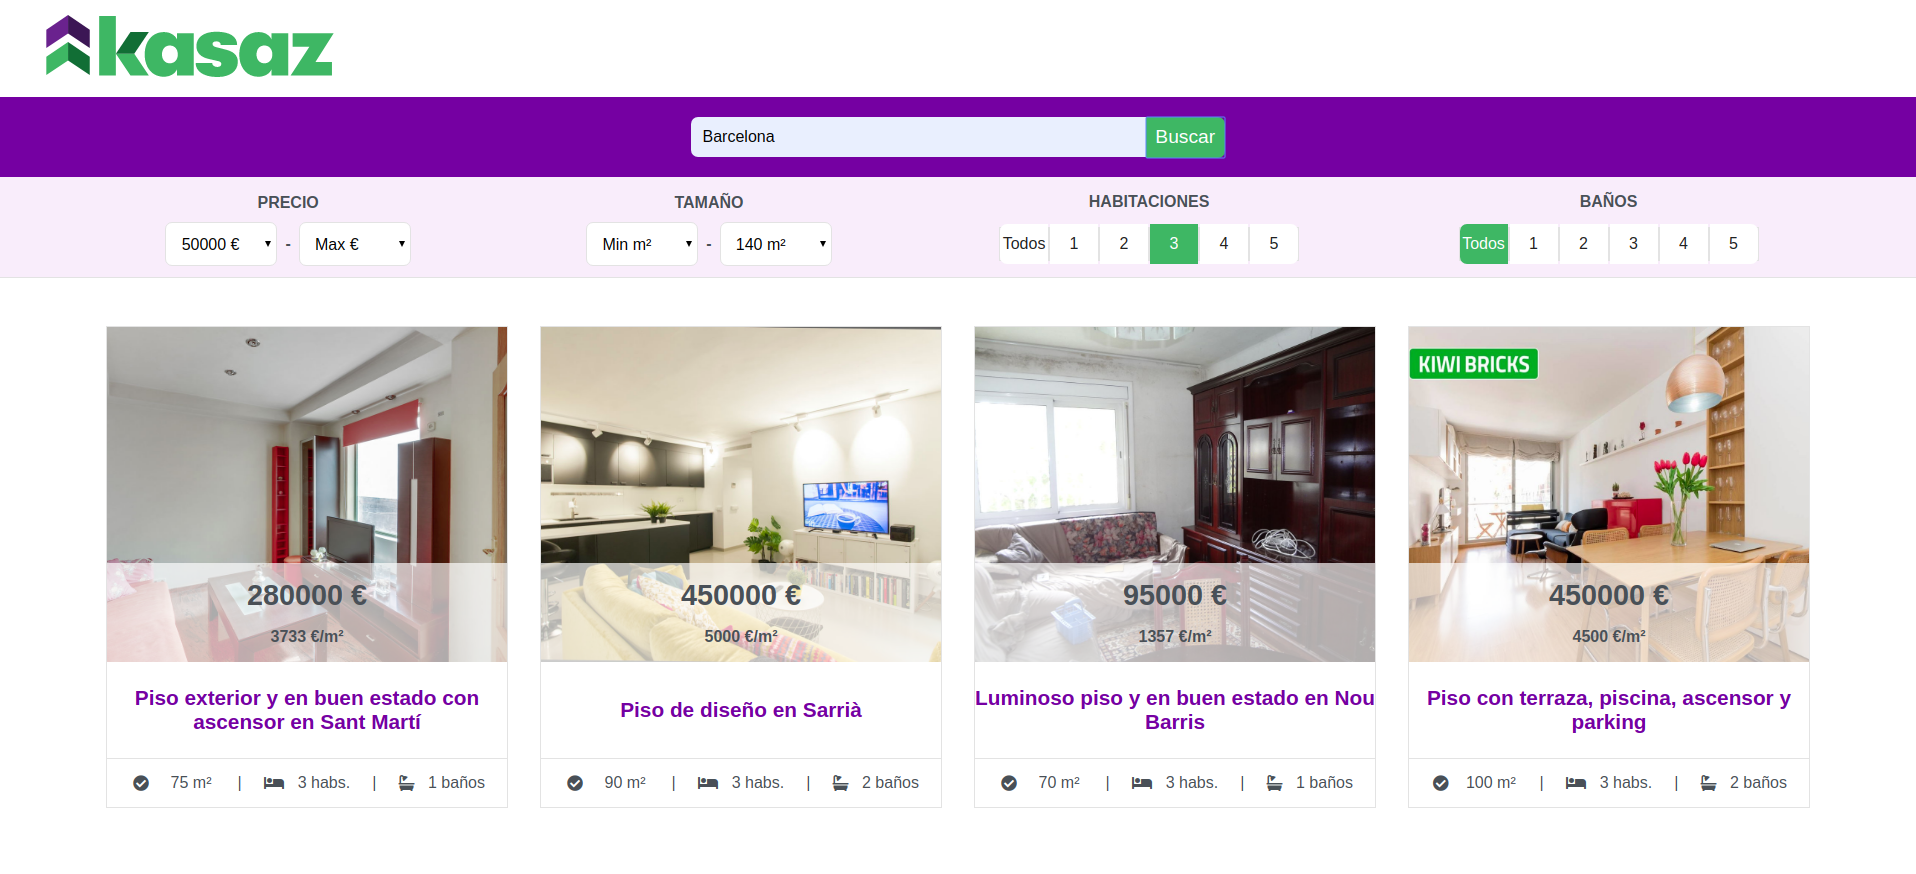 kasaz
Barcelona Buscar
PRECIO TAMAÑO HABITACIONES BAÑOS
50000 € - Max € Min m² - 140 m² Todos 1 2 3 4 5 Todos 1 2 3 4 5
KIWI BRICKS
280000 € 450000 € 95000 € 450000 €
3733 €/m² 5000 €/m² 1357 €/m² 4500 €/m²
Piso exterior y en buen estado con
ascensor en Sant Martí
Piso de diseño en Sarrià
Luminoso piso y en buen estado en Nou
Barris
Piso con terraza, piscina, ascensor y
parking
75 m² | 3 habs. | 1 baños
90 m² | 3 habs. | 2 baños
70 m² | 3 habs. | 1 baños
100 m² | 3 habs. | 2 baños